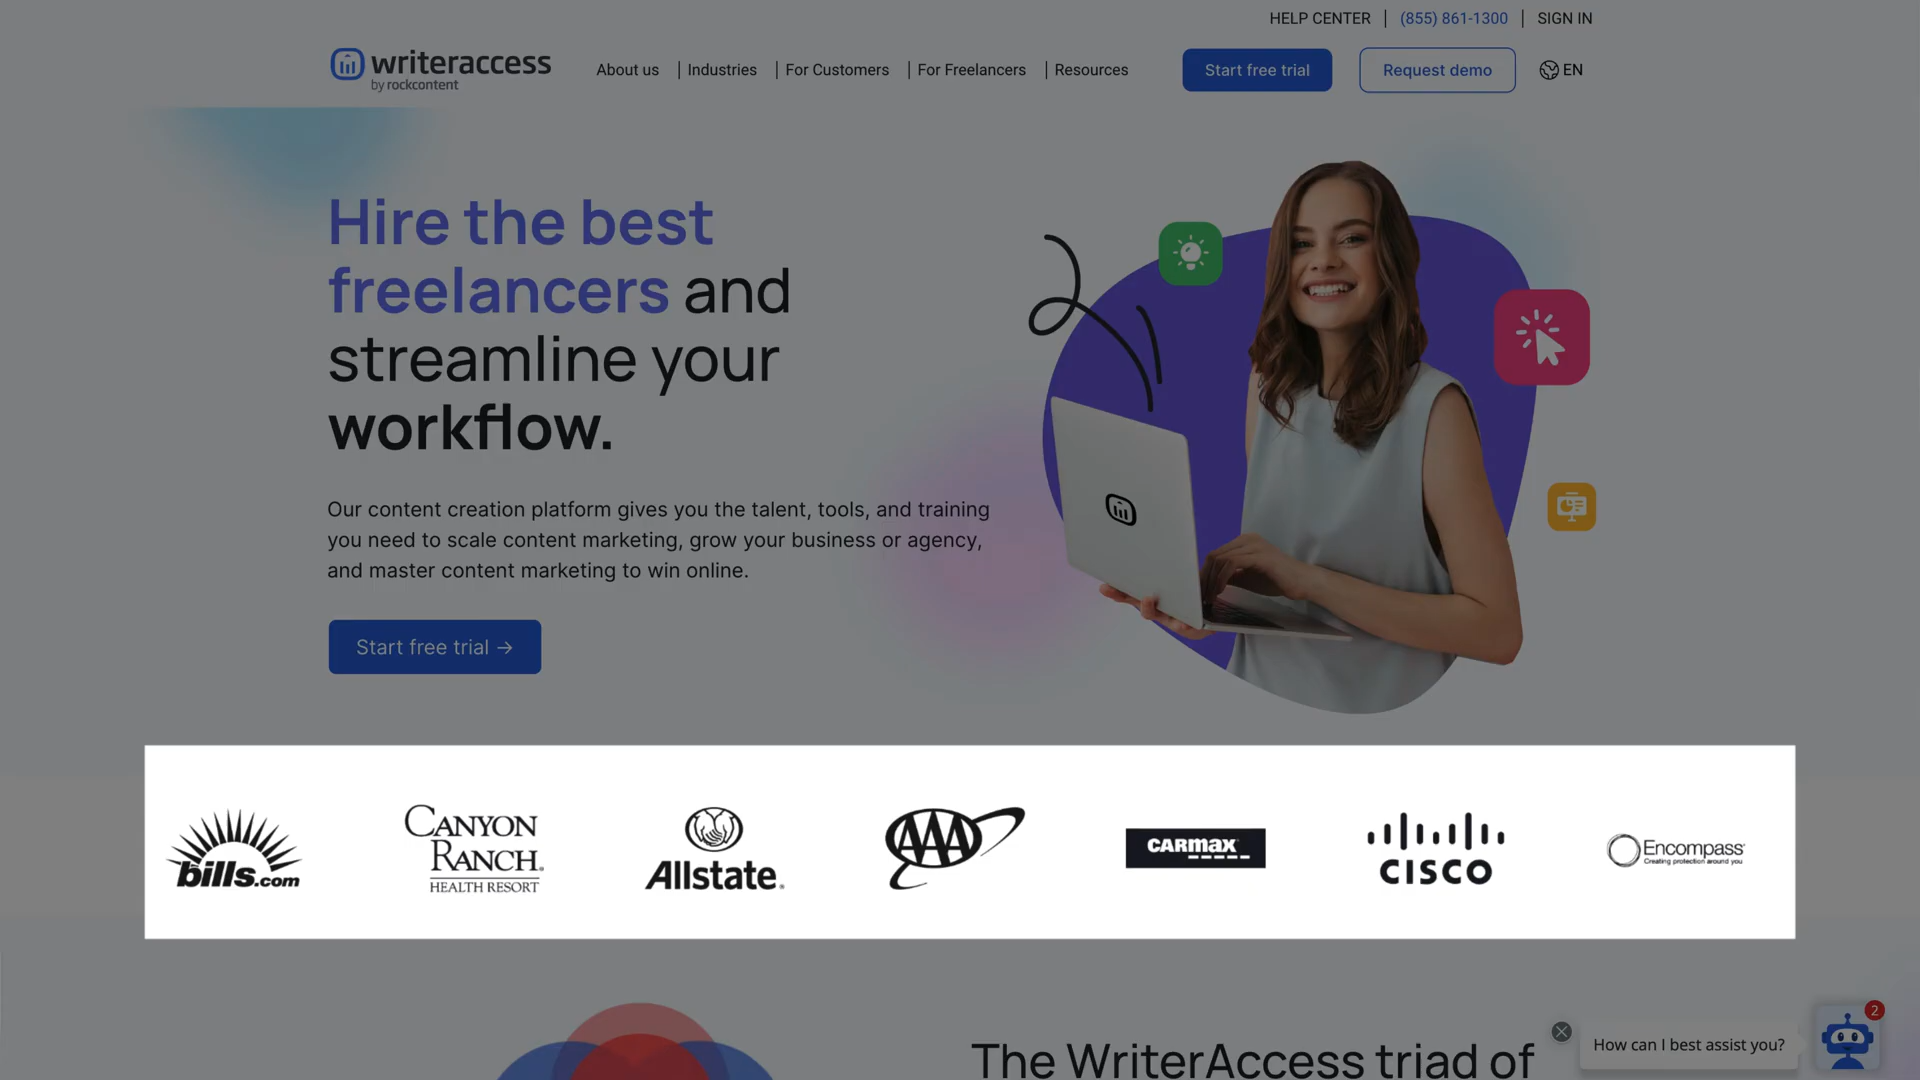 HELP CENTER
(855) 861-1300
SIGN IN
writeraccess
by rockcontent
About us
Industries
For Customers
For Freelancers
Resources
Start free trial
Request demo
EN
Hire the best
freelancers and
streamline your
workflow.
Our content creation platform gives you the talent, tools, and training
you need to scale content marketing, grow your business or agency,
and master content marketing to win online.
Start free trial →
bills.com
CANYON
RANCH®
HEALTH RESORT
Allstate®
AAA
CARMAX
CISCO
Encompass
Creating protection around you
The WriterAccess triad of
How can I best assist you?
2